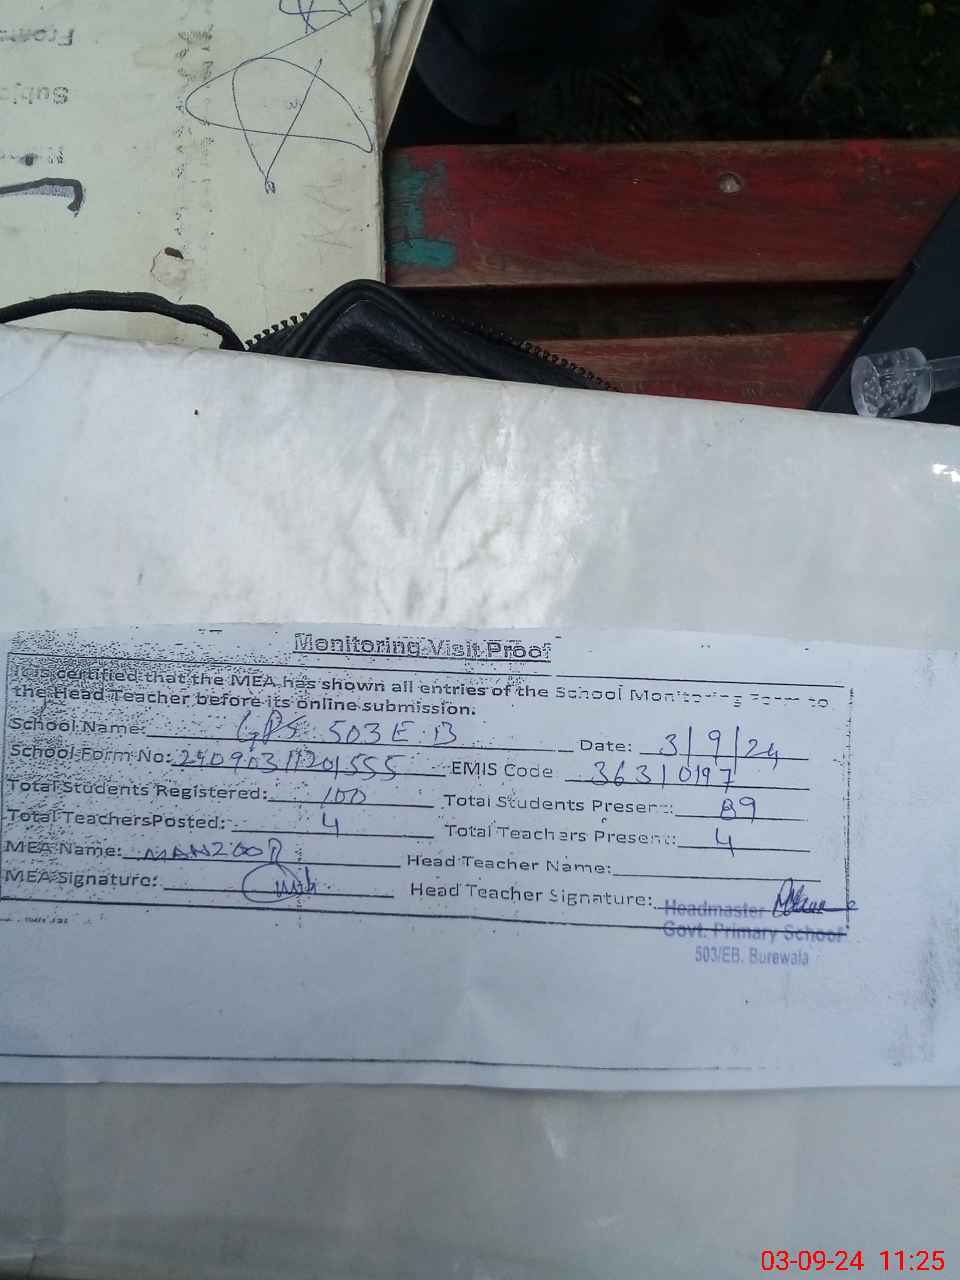 Monitoring Visit Proof
It is certified that the MEA has shown all entries of the School Monitoring Form to
the Head Teacher before its online submission.
School Name: GPS 503 E.B Date: 3/9/24
School Form No: EMIS Code 36310197
Total Students Registered: 100 Total Students Present: 89
Total TeachersPosted: 4 Total Teachers Present: 4
MEA Name: MANZOOR Head Teacher Name:
MEA Signature: Head Teacher Signature:
Headmaster
Govt. Primary School
503/EB. Burewala
03-09-24 11:25